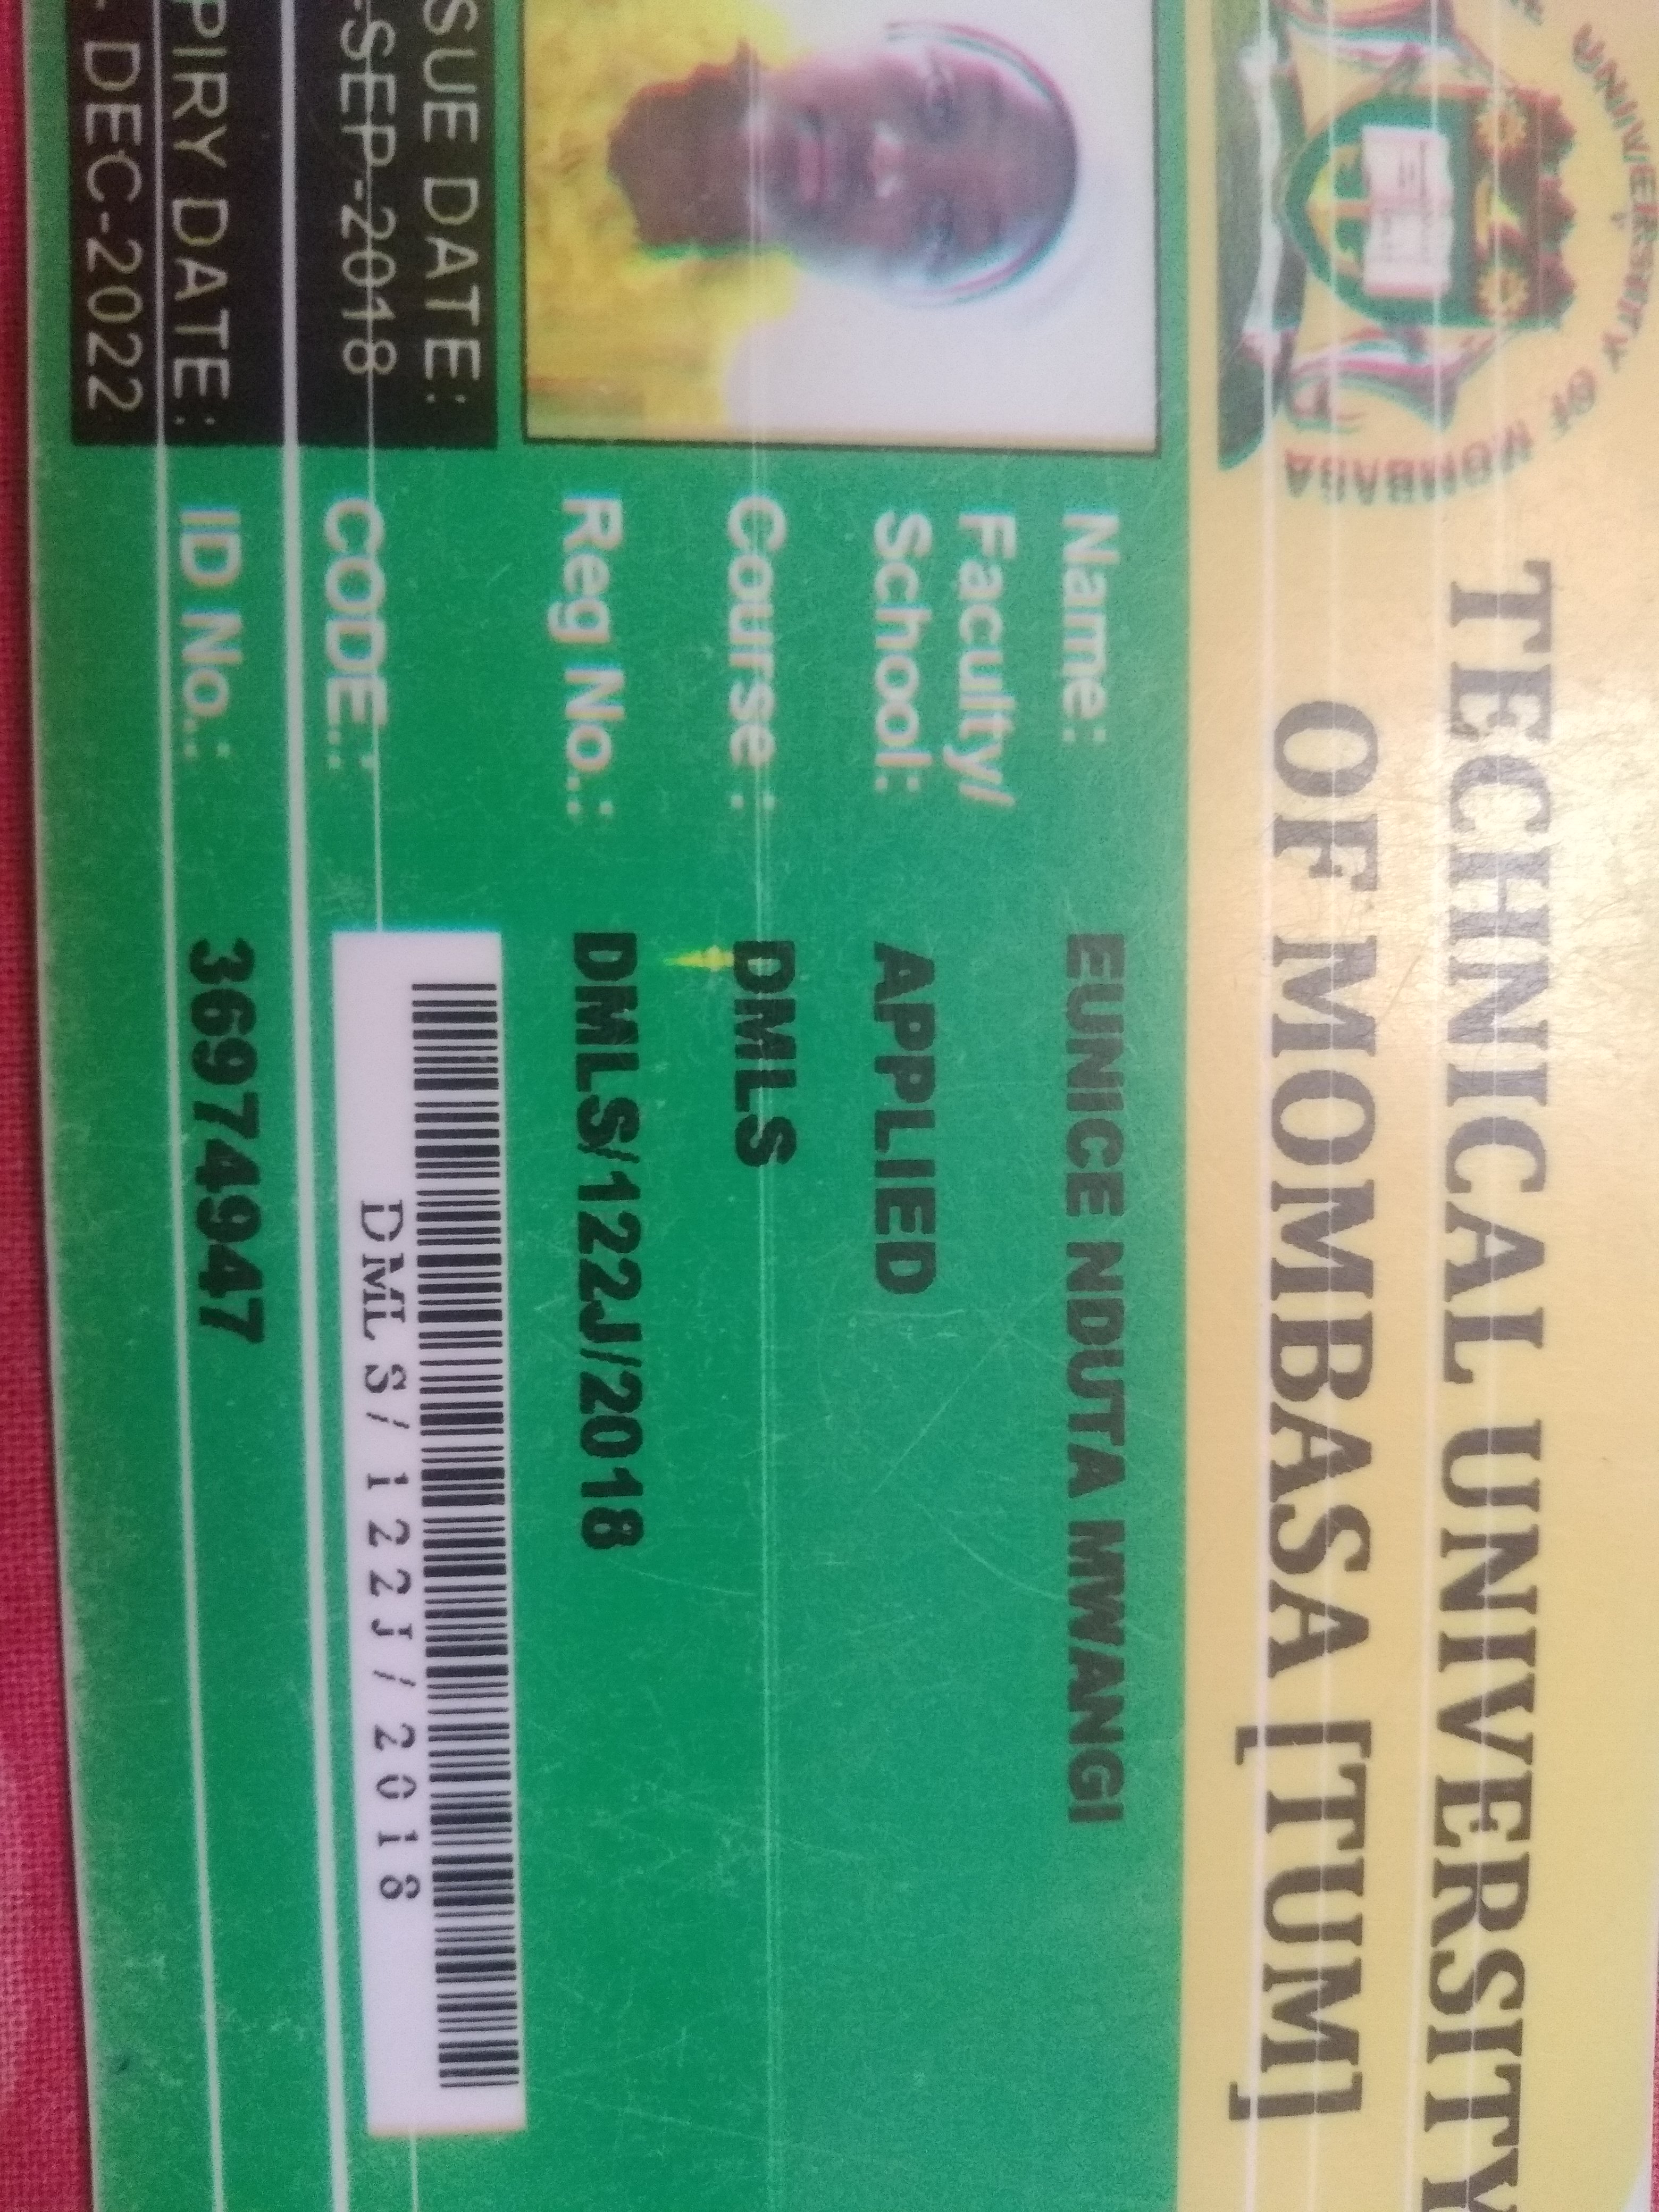 UNIVERSITY OF MOMBASA
TECHNICAL UNIVERSITY
OF MOMBASA [TUM]
Name: EUNICE NDUTA MWANGI
Faculty/
School: APPLIED
Course: DMLS
Reg No.: DMLS/122J/2018
SUE DATE:
-SEP-2018
CODE.:
DMLS/122J/2018
PIRY DATE:
- DEC-2022
ID No.: 36974947